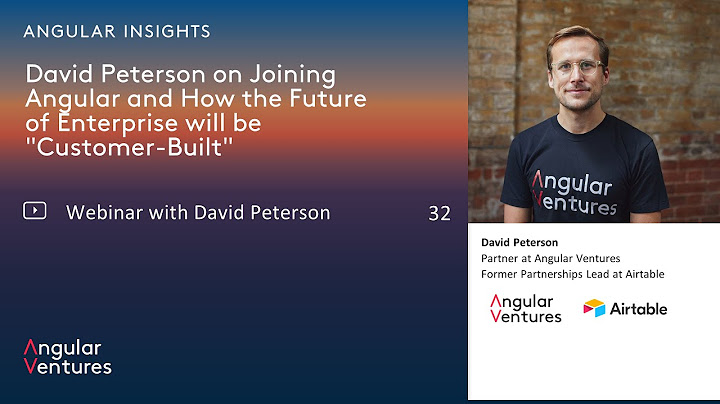 ANGULAR INSIGHTS
David Peterson on Joining
Angular and How the Future
of Enterprise will be
"Customer-Built"
Webinar with David Peterson
32
Angular
Ventures
Angular
Ventures
David Peterson
Partner at Angular Ventures
Former Partnerships Lead at Airtable
Angular
Ventures
Airtable